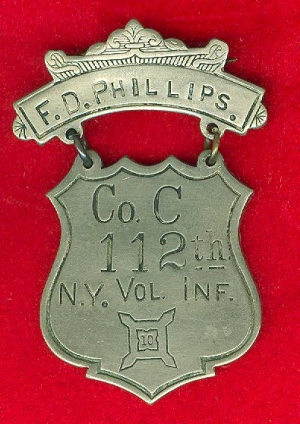 F.D. PHILLIPS.
Co. C
112th
N.Y. VOL. INF.
10